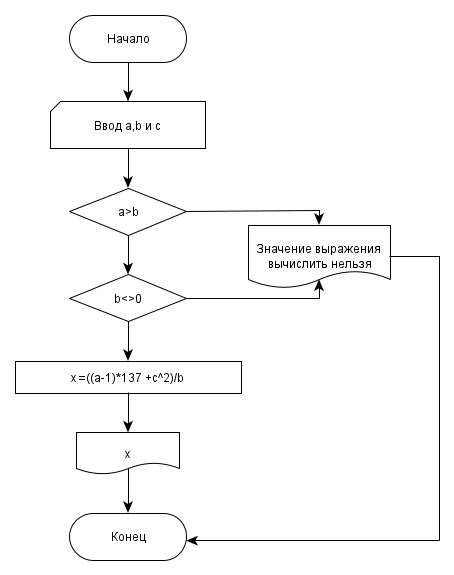 Начало
Ввод a,b и c
a>b
Значение выражения
вычислить нельзя
b<>0
x =((a-1)*137 +c^2)/b
x
Конец